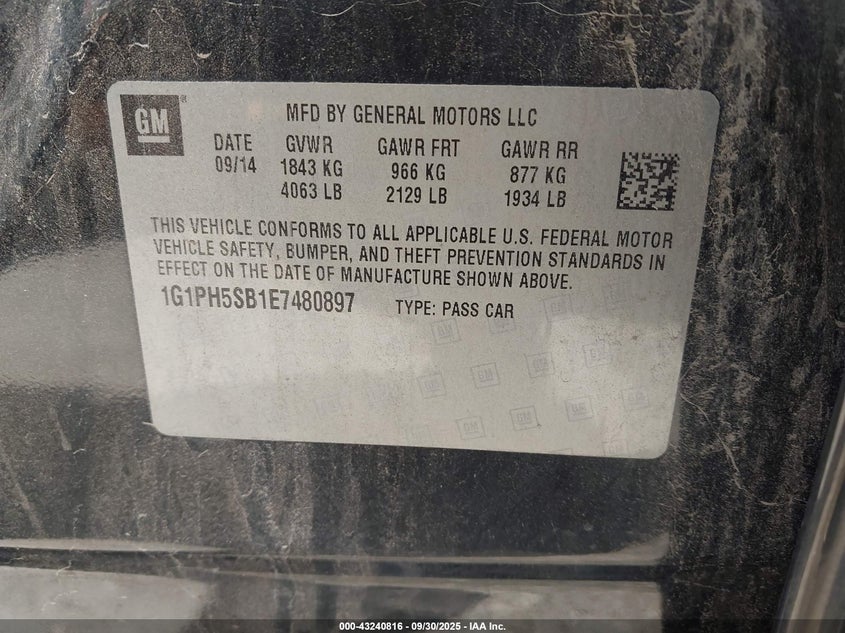 GM
MFD BY GENERAL MOTORS LLC
DATE GVWR GAWR FRT GAWR RR
09/14 1843 KG 966 KG 877 KG
4063 LB 2129 LB 1934 LB
THIS VEHICLE CONFORMS TO ALL APPLICABLE U.S. FEDERAL MOTOR
VEHICLE SAFETY, BUMPER, AND THEFT PREVENTION STANDARDS IN
EFFECT ON THE DATE OF MANUFACTURE SHOWN ABOVE.
1G1PH5SB1E7480897 TYPE: PASS CAR
000-43240816 - 09/30/2025 - IAA Inc.